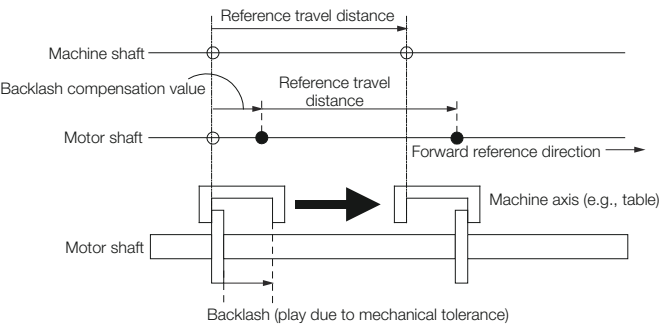 Reference travel distance
Machine shaft
Backlash compensation value
Reference travel
distance
Motor shaft
Forward reference direction
Machine axis (e.g., table)
Motor shaft
Backlash (play due to mechanical tolerance)